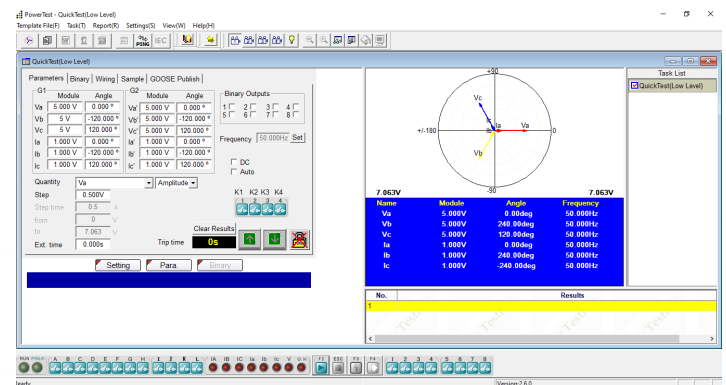 PowerTest - QuickTest(Low Level)
Template File(F) Task(T) Report(R) Settings(S) View(W) Help(H)
PING IEC
QuickTest(Low Level)
Parameters Binary Wiring Sample GOOSE Publish
G1 Module Angle G2 Module Angle
Va 5.000 V 0.000 º Va' 5.000 V 0.000 º
Vb 5 V -120.000 º Vb' 5.000 V -120.000 º
Vc 5 V 120.000 º Vc' 5.000 V 120.000 º
Ia 1.000 V 0.000 º Ia' 1.000 V 0.000 º
Ib 1.000 V -120.000 º Ib' 1.000 V -120.000 º
Ic 1.000 V 120.000 º Ic' 1.000 V 120.000 º
Binary Outputs
1 2 3 4
5 6 7 8
Frequency 50.000Hz Set
DC
Auto
Quantity Va Amplitude
Step 0.500V
Step time 0.5 s
from 0 V
to 7.063 V
Ext. time 0.000s
K1 K2 K3 K4
1 2 3 4
Clear Results
Trip time 0s
Setting Para. Binary
+90
+/-180
0
-90
Vc
Ic
Ia
Va
Ib
Vb
7.063V 7.063V
Name Module Angle Frequency
Va 5.000V 0.00deg 50.000Hz
Vb 5.000V 240.00deg 50.000Hz
Vc 5.000V 120.00deg 50.000Hz
Ia 1.000V 0.00deg 50.000Hz
Ib 1.000V 240.00deg 50.000Hz
Ic 1.000V -240.00deg 50.000Hz
No. Results
1
Task List
QuickTest(Low Level)
A B C D E F G H I J K L IA IB IC Ia Ib Ic V O.H F2 ESC F3 F4 1 2 3 4 5 6 7 8
Ready
Version:2.6.0